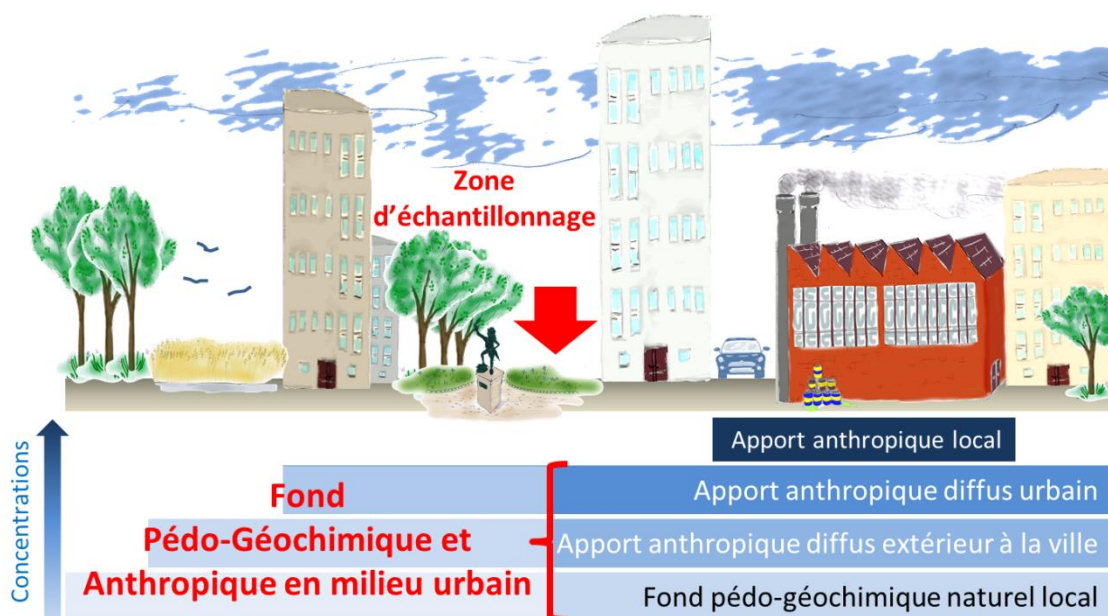 Zone
d'échantillonnage
Concentrations
Apport anthropique local
Fond
Pédo-Géochimique et
Anthropique en milieu urbain
Apport anthropique diffus urbain
Apport anthropique diffus extérieur à la ville
Fond pédo-géochimique naturel local